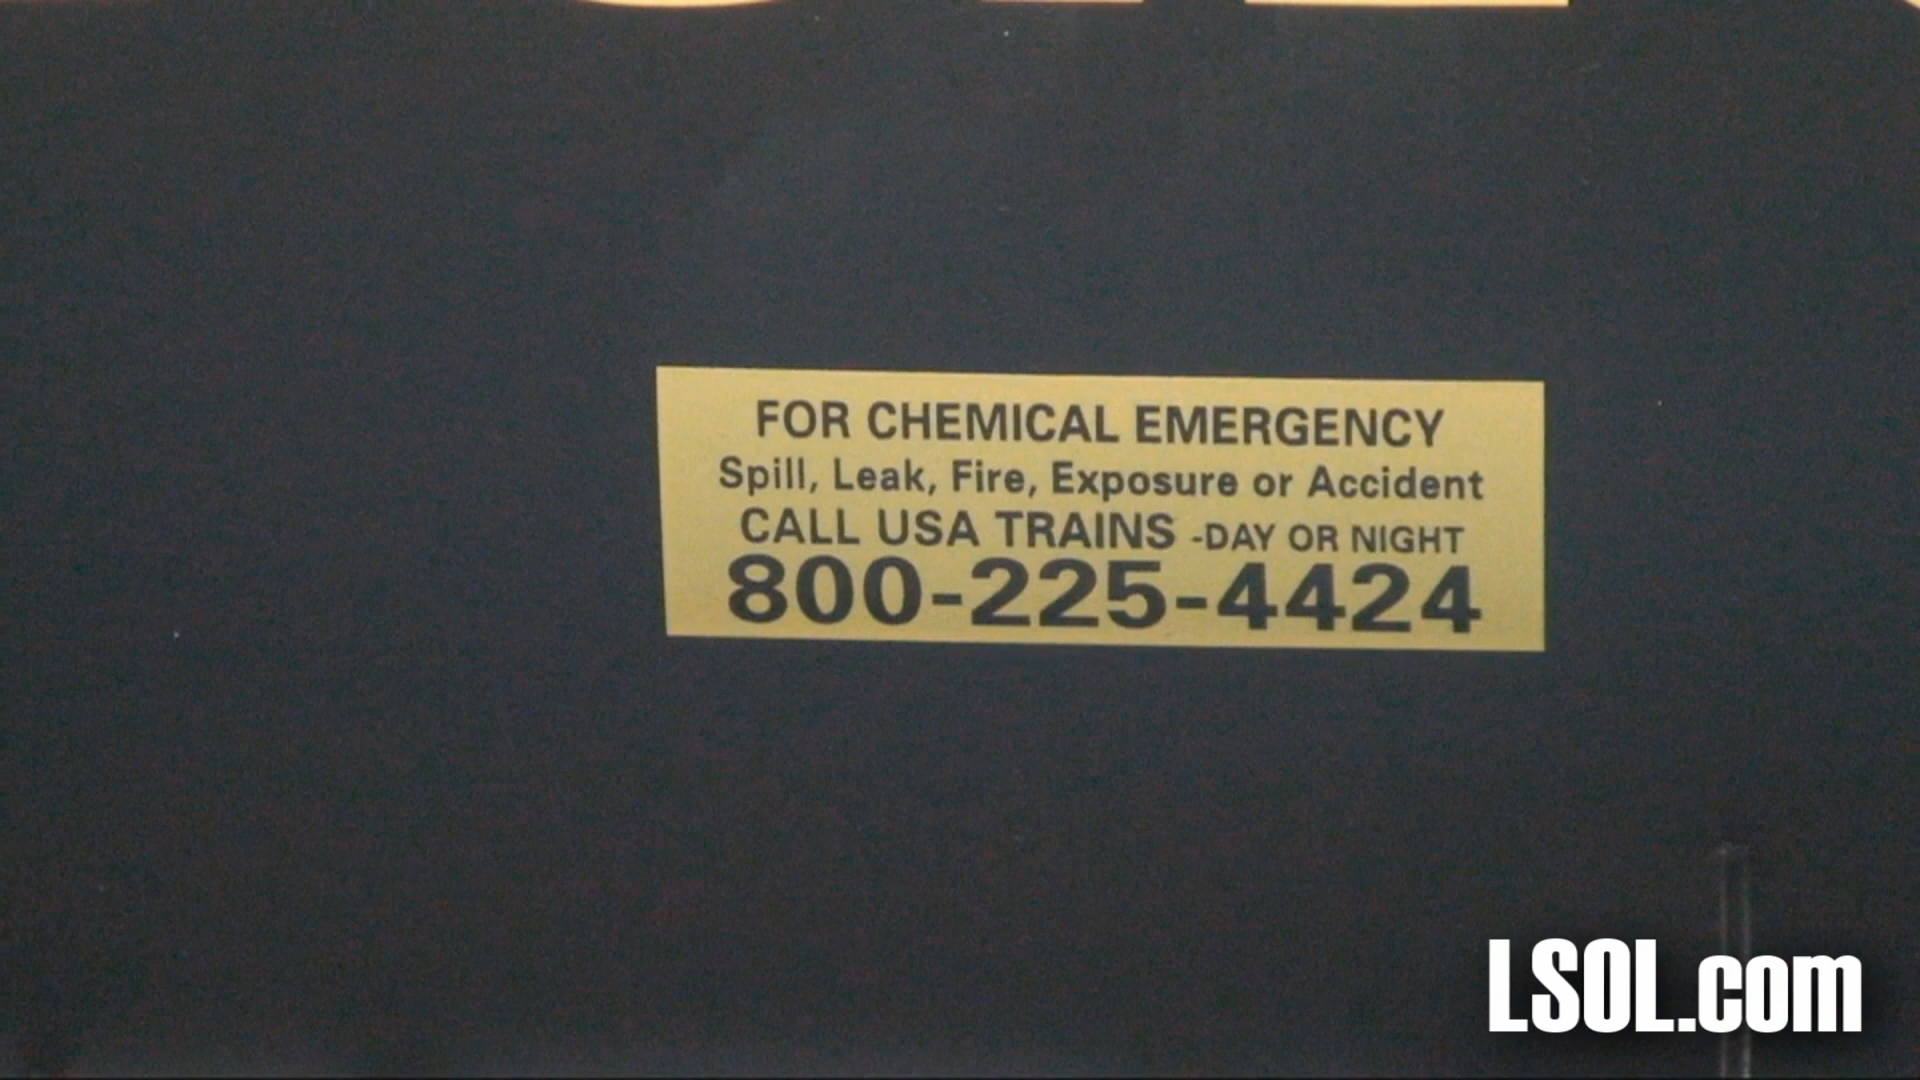 FOR CHEMICAL EMERGENCY
Spill, Leak, Fire, Exposure or Accident
CALL USA TRAINS -DAY OR NIGHT
800-225-4424
LSOL.com